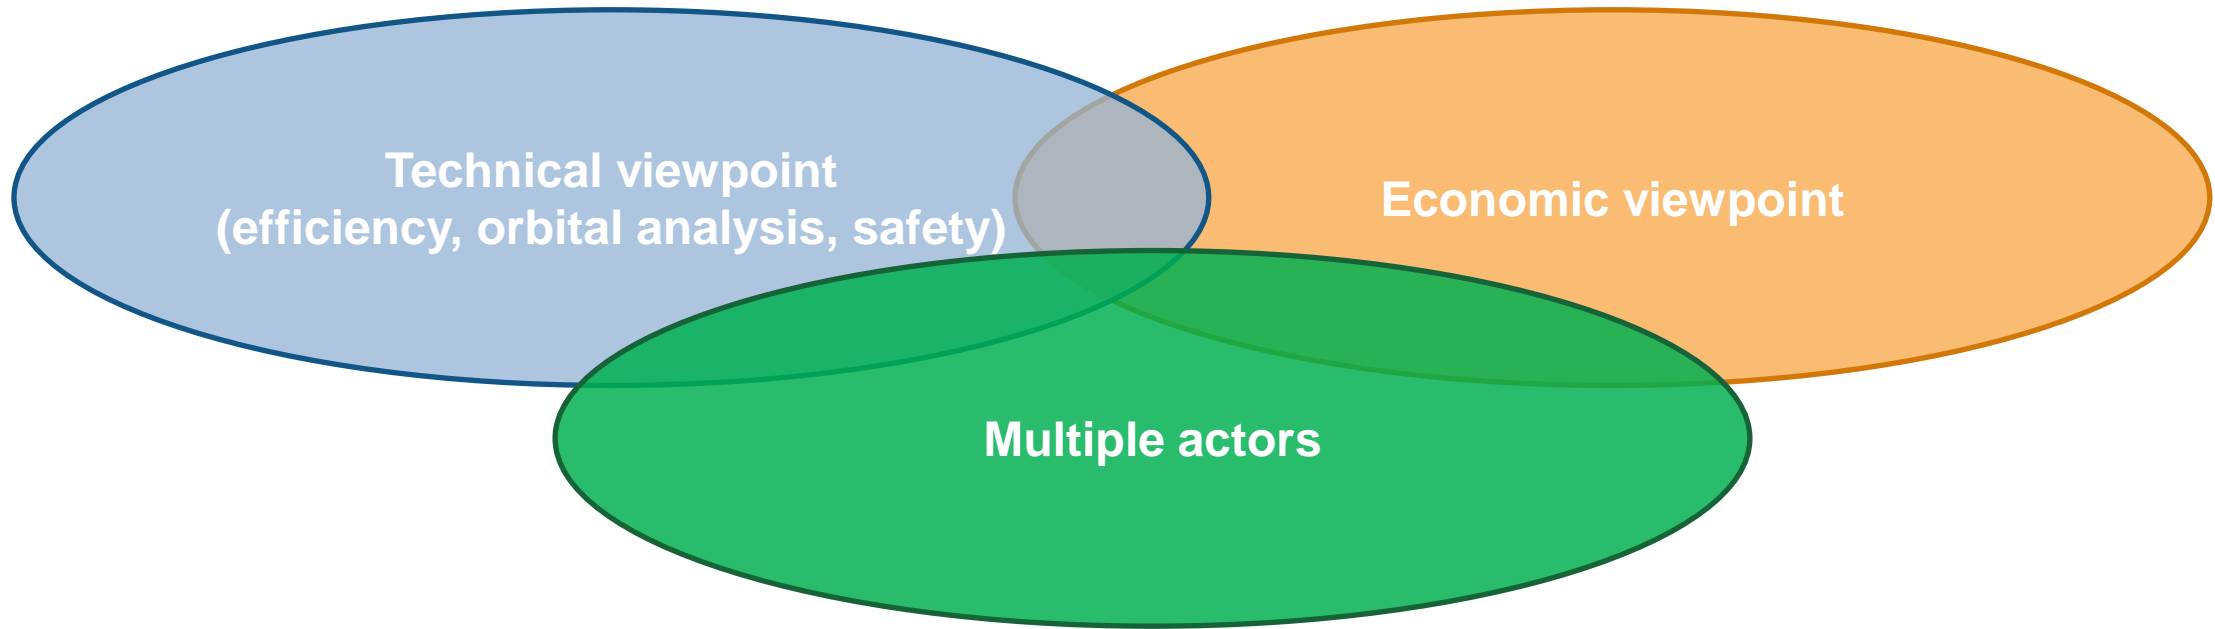 Technical viewpoint
(efficiency, orbital analysis, safety)
Economic viewpoint
Multiple actors